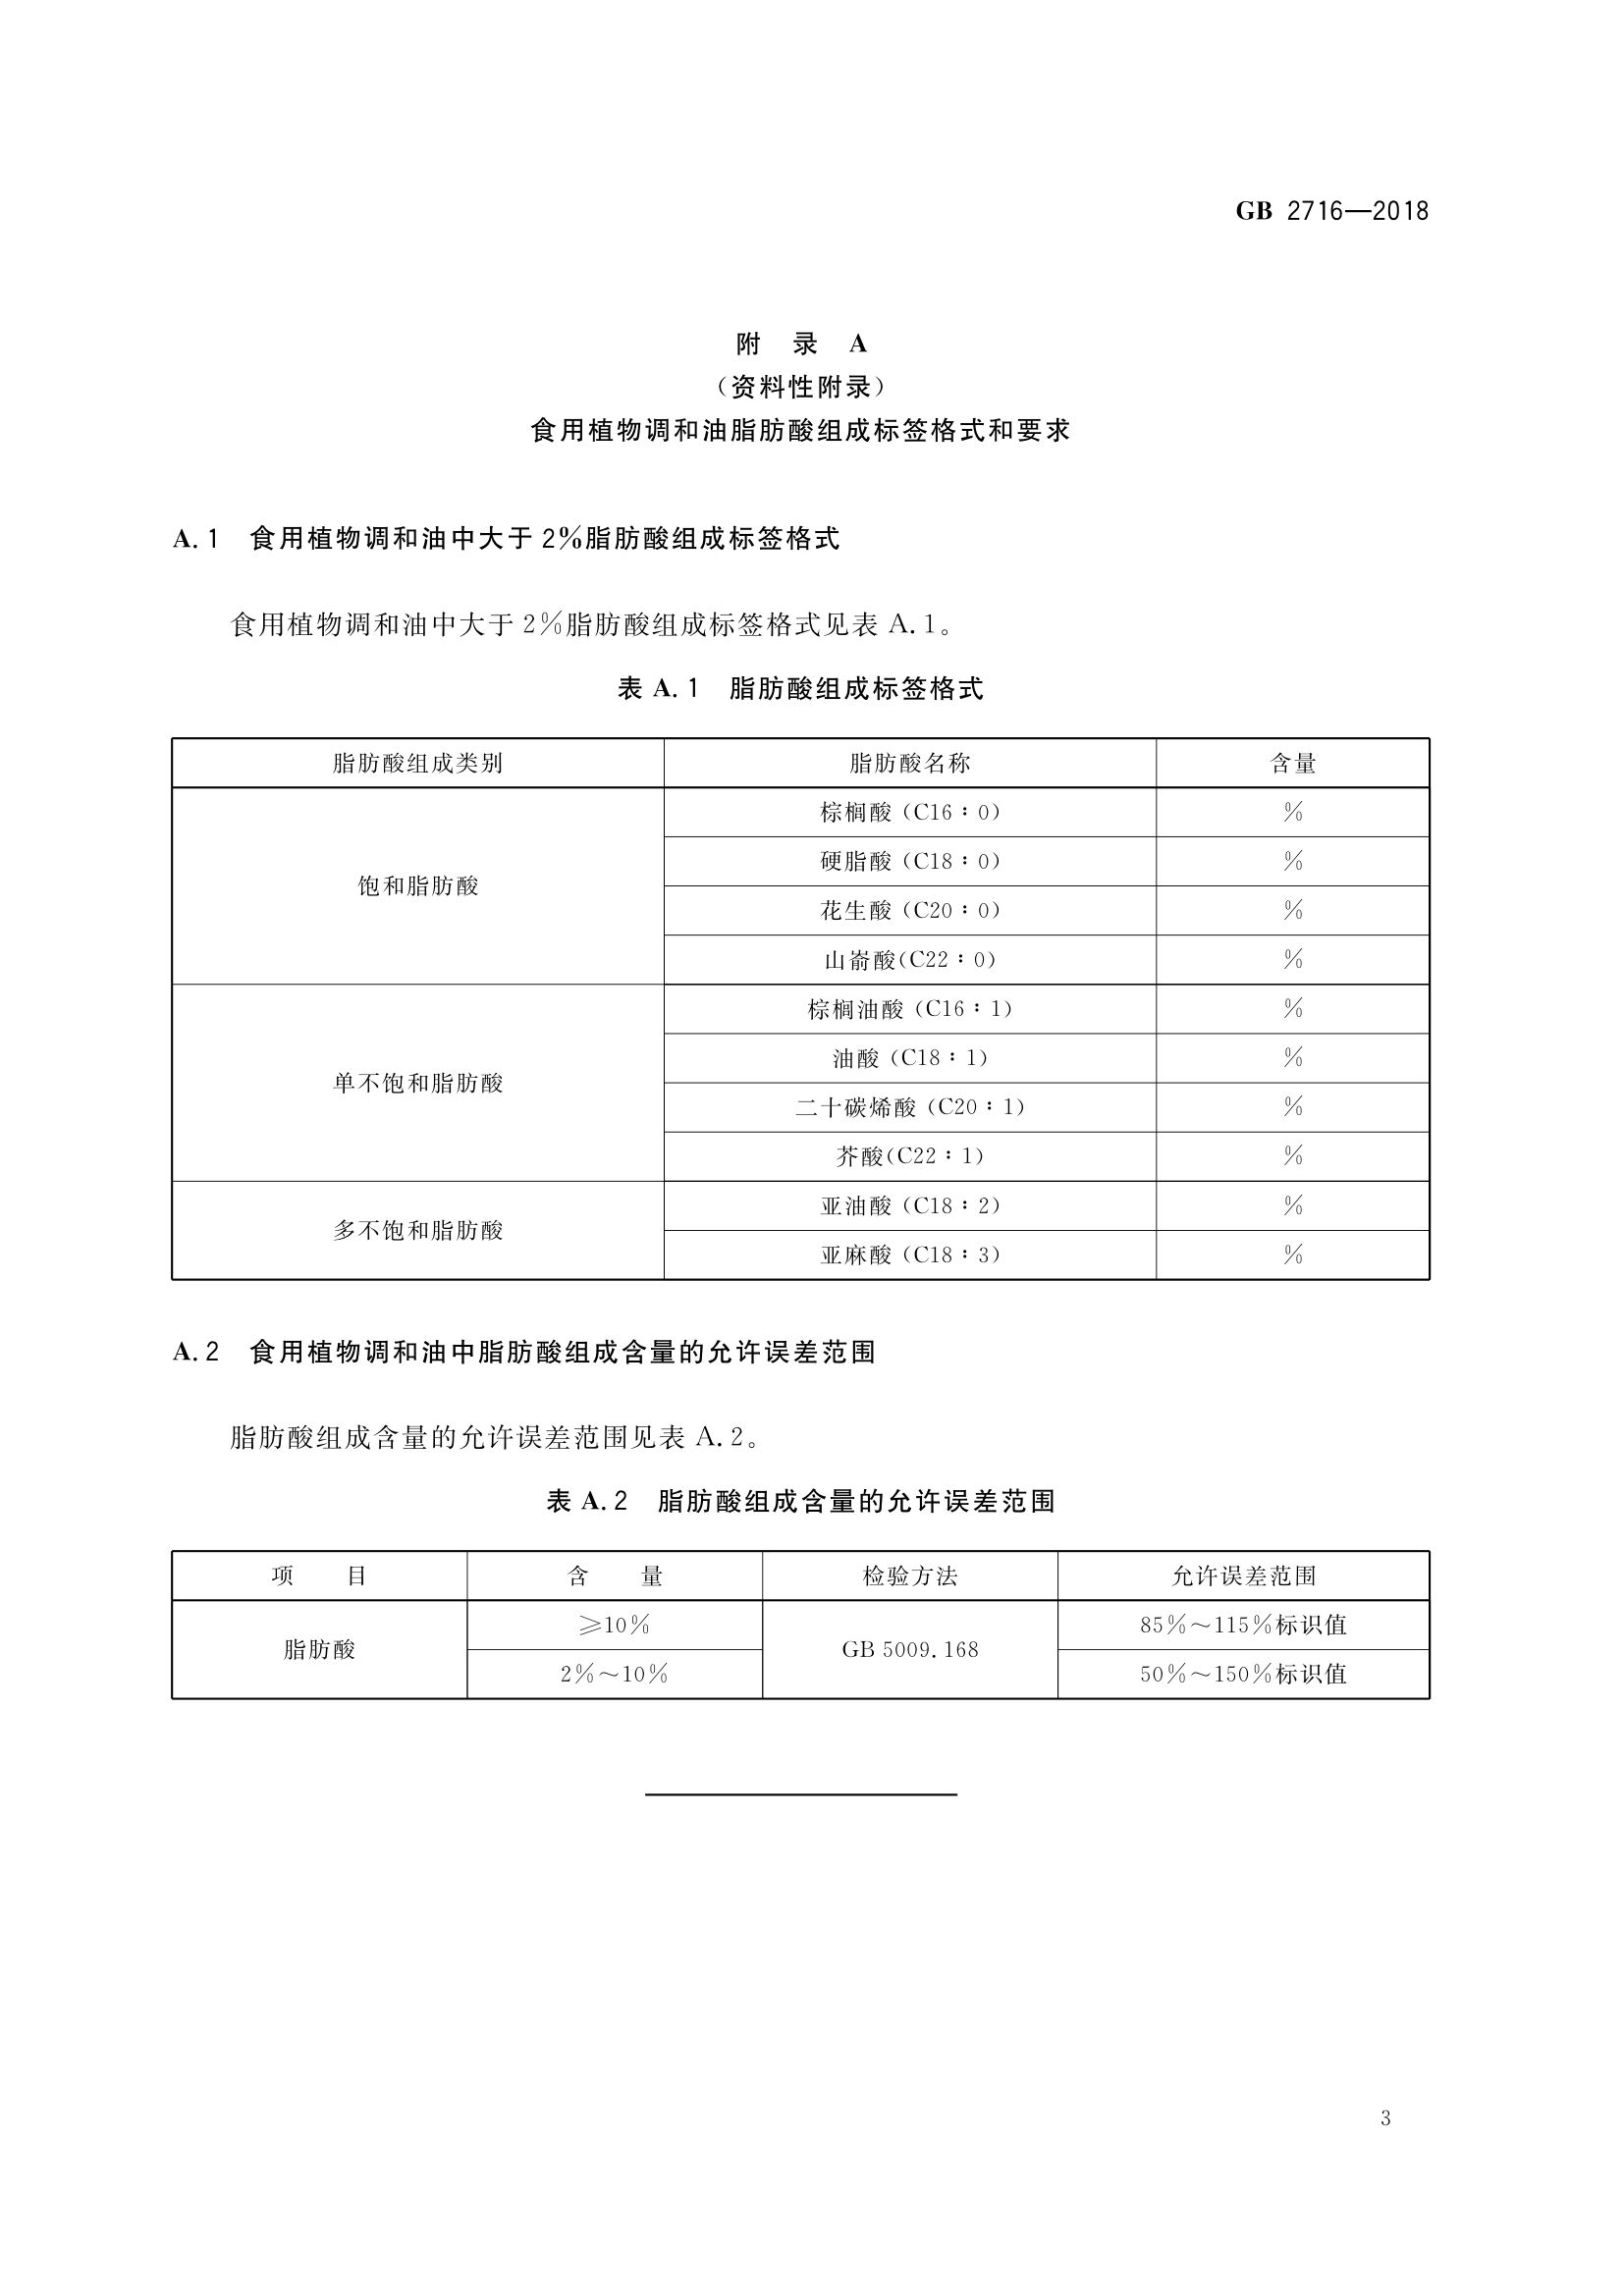 GB 2716—2018
附 录 A
（资料性附录）
食用植物调和油脂肪酸组成标签格式和要求
A.1 食用植物调和油中大于 2%脂肪酸组成标签格式
食用植物调和油中大于 2%脂肪酸组成标签格式见表 A.1。
表 A.1 脂肪酸组成标签格式
脂肪酸组成类别 脂肪酸名称 含量
饱和脂肪酸
棕榈酸（C16∶0） %
硬脂酸（C18∶0） %
花生酸（C20∶0） %
山嵛酸(C22∶0) %
单不饱和脂肪酸
棕榈油酸（C16∶1） %
油酸（C18∶1） %
二十碳烯酸（C20∶1） %
芥酸(C22∶1) %
多不饱和脂肪酸
亚油酸（C18∶2） %
亚麻酸（C18∶3） %
A.2 食用植物调和油中脂肪酸组成含量的允许误差范围
脂肪酸组成含量的允许误差范围见表 A.2。
表 A.2 脂肪酸组成含量的允许误差范围
项 目 含 量 检验方法 允许误差范围
脂肪酸
≥10%
GB 5009.168
85%～115%标识值
2%～10%
50%～150%标识值
3